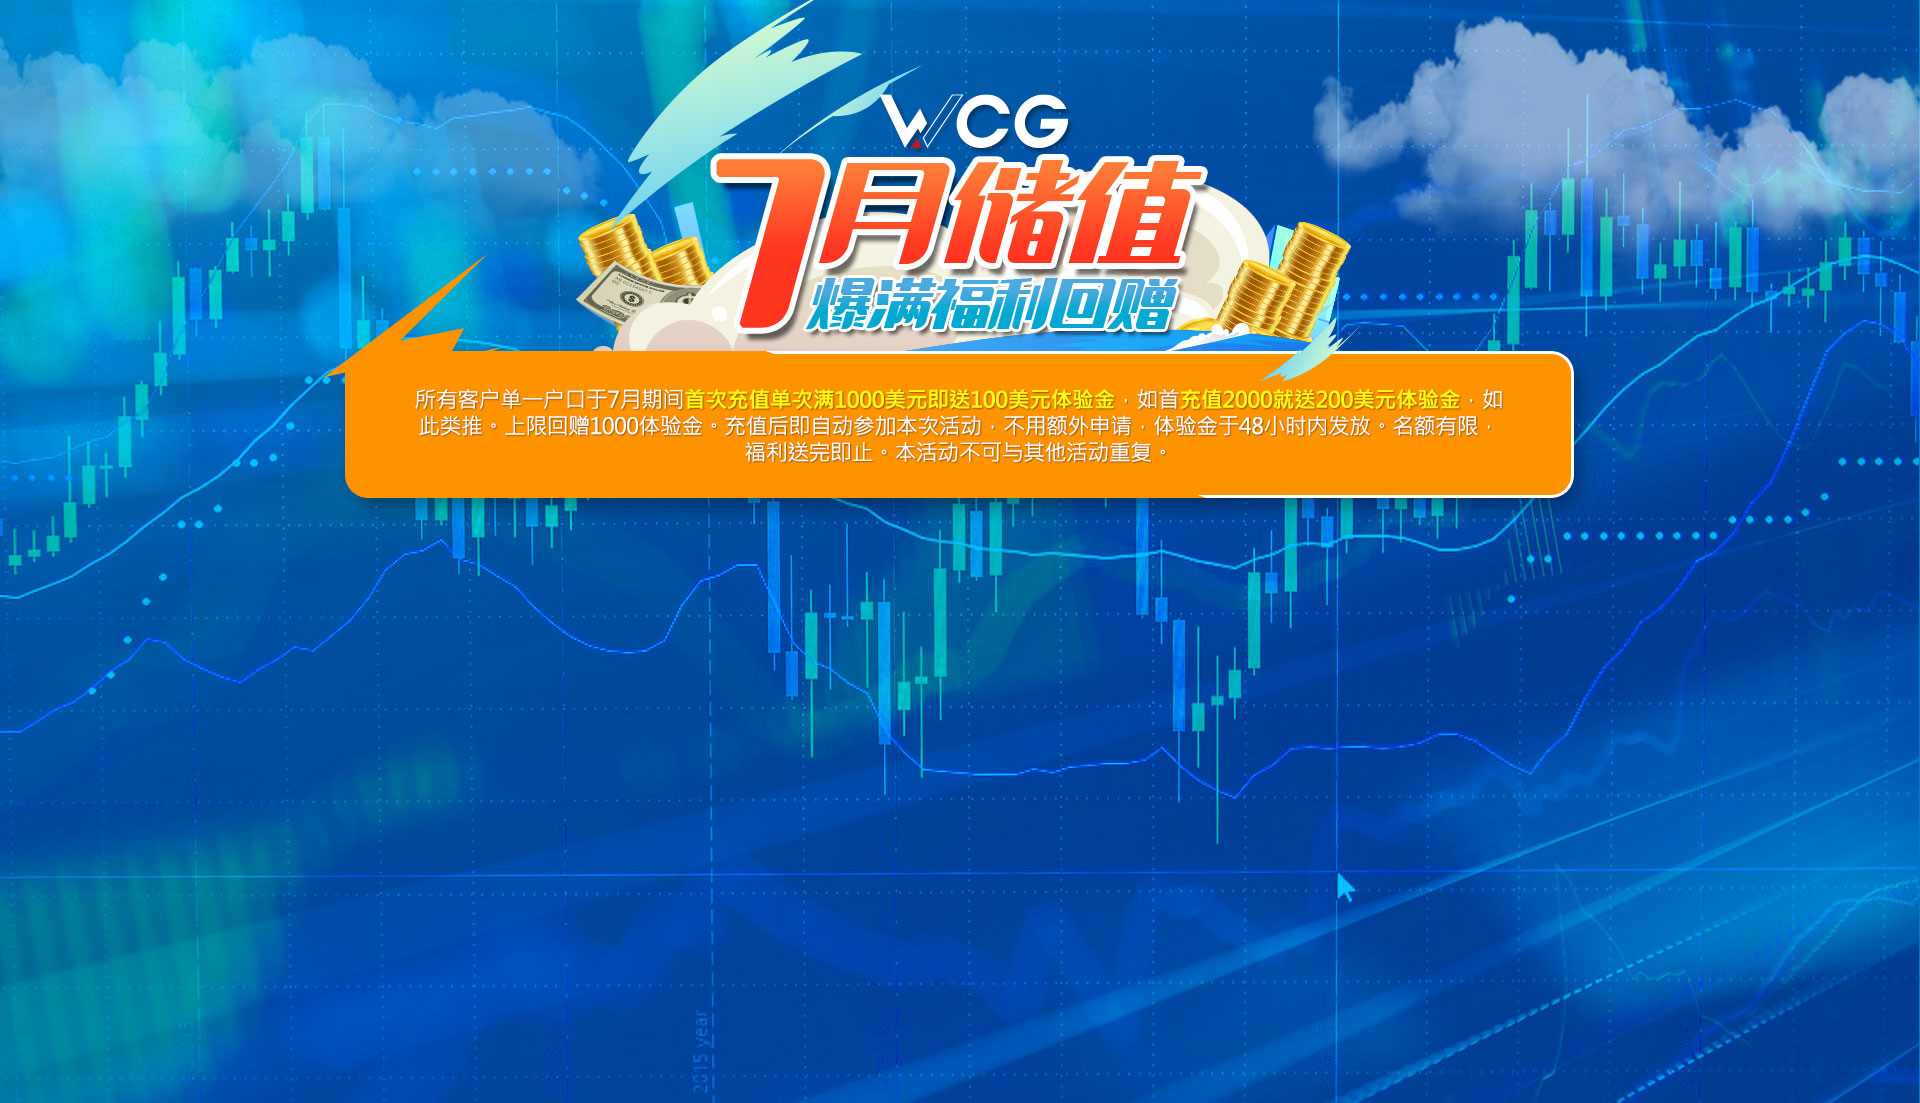 WCG
7月储值
爆满福利回赠
所有客户单一户口于7月期间首次充值单次满1000美元即送100美元体验金，如首充值2000就送200美元体验金，如
此类推。上限回赠1000体验金。充值后即自动参加本次活动，不用额外申请，体验金于48小时内发放。名额有限，
福利送完即止。本活动不可与其他活动重复。
2015 year